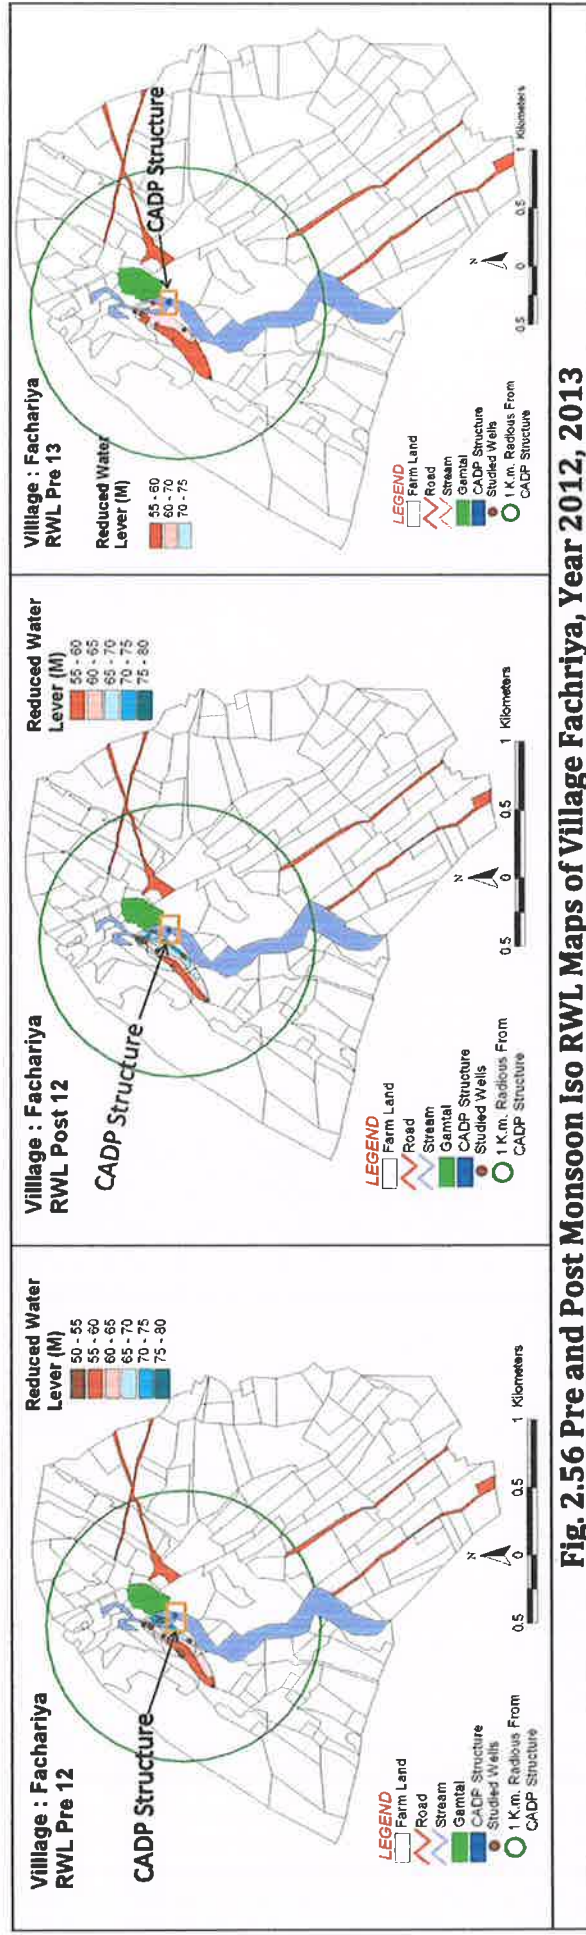 Villlage : Fachariya
RWL Pre 12
Reduced Water
Lever (M)
50 - 55
55 - 60
60 - 65
65 - 70
70 - 75
75 - 80
CADP Structure
LEGEND
Farm Land
Road
Stream
Gamtal
CADP Structure
Studied Wells
1 K.m. Radious From
CADP Structure
N
0.5 0 0.5 1 Kilometers
Villlage : Fachariya
RWL Post 12
Reduced Water
Lever (M)
55 - 60
60 - 65
65 - 70
70 - 75
75 - 80
CADP Structure
LEGEND
Farm Land
Road
Stream
Gamtal
CADP Structure
Studied Wells
1 K.m. Radious From
CADP Structure
N
0.5 0 0.5 1 Kilometers
Villlage : Fachariya
RWL Pre 13
Reduced Water
Lever (M)
55 - 60
60 - 70
70 - 75
CADP Structure
LEGEND
Farm Land
Road
Stream
Gamtal
CADP Structure
Studied Wells
1 K.m. Radious From
CADP Structure
N
0.5 0 0.5 1 Kilometers
Fig. 2.56 Pre and Post Monsoon Iso RWL Maps of Village Fachriya, Year 2012, 2013